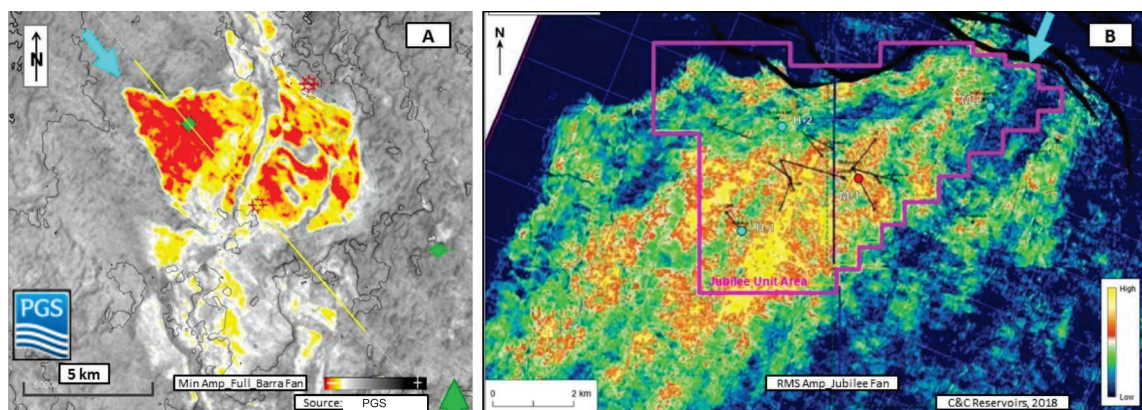 A
N
PGS
5 km
Min Amp_Full_Barra Fan
- +
Source: PGS
B
N
H-2
M-1
H-1
Jubilee Unit Area
High
Low
0 2 km
RMS Amp_Jubilee Fan
C&C Reservoirs, 2018